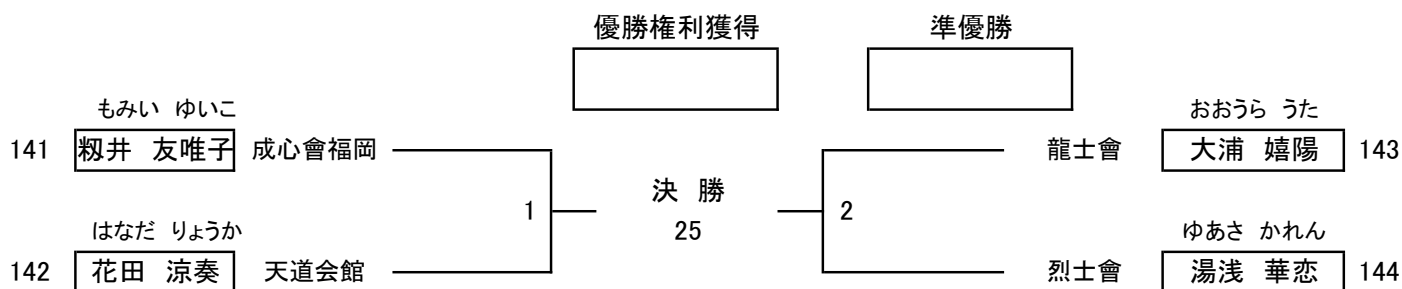 優勝権利獲得 準優勝
もみい ゆいこ おおうら うた
141 籾井 友唯子 成心會福岡 龍士會 大浦 嬉陽 143
1 決 勝 2
25
はなだ りょうか ゆあさ かれん
142 花田 涼奏 天道会館 烈士會 湯浅 華恋 144